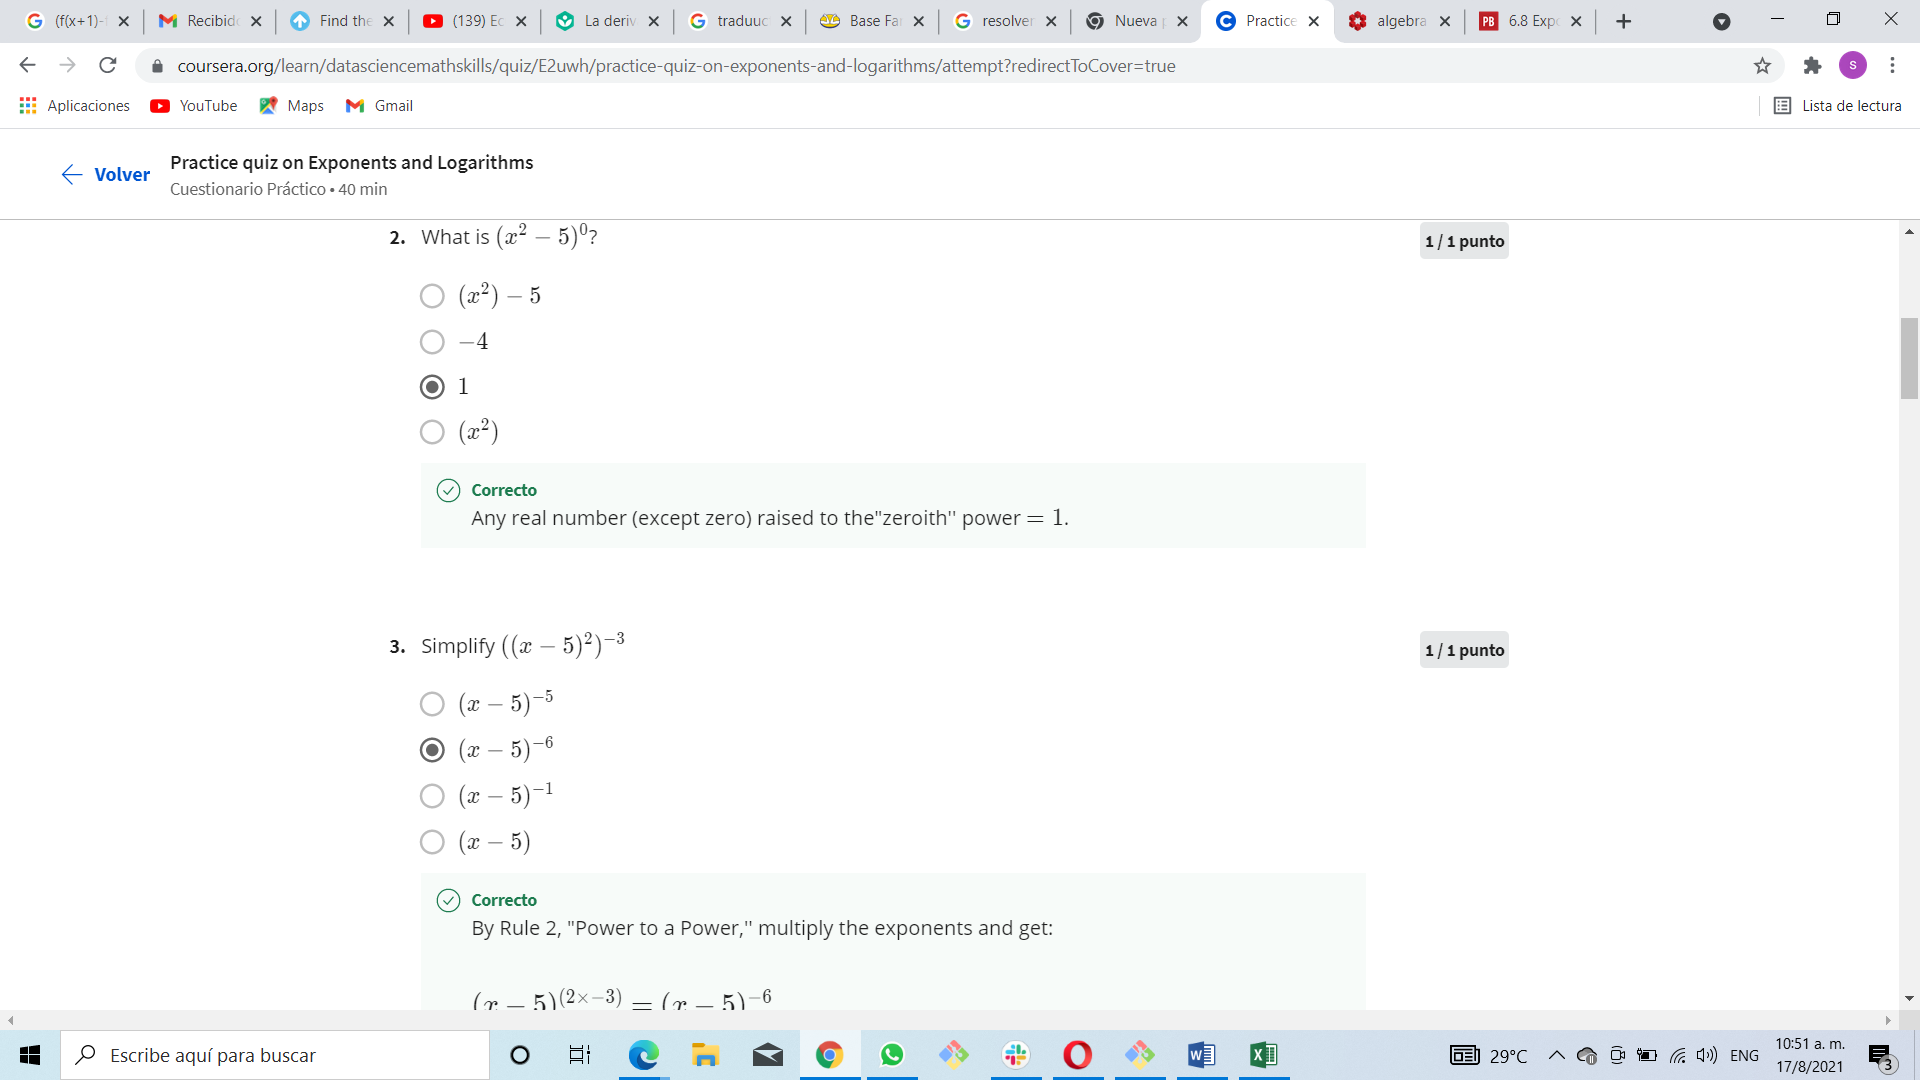 (f(x+1)-
Recibid
Find the
(139) Ec
La deriv
traduuc
Base Fa
resolver
Nueva p
Practice
algebra
6.8 Expo
coursera.org/learn/datasciencemathskills/quiz/E2uwh/practice-quiz-on-exponents-and-logarithms/attempt?redirectToCover=true
S
Aplicaciones
YouTube
Maps
Gmail
Lista de lectura
Volver
Practice quiz on Exponents and Logarithms
Cuestionario Práctico • 40 min
2. What is (x² − 5)⁰?
1 / 1 punto
(x²) − 5
−4
1
(x²)
Correcto
Any real number (except zero) raised to the"zeroith'' power = 1.
3. Simplify ((x − 5)²)⁻³
1 / 1 punto
(x − 5)⁻⁵
(x − 5)⁻⁶
(x − 5)⁻¹
(x − 5)
Correcto
By Rule 2, "Power to a Power,'' multiply the exponents and get:
(x − 5)^(2×−3) = (x − 5)⁻⁶
Escribe aquí para buscar
29°C
ENG
10:51 a. m.
17/8/2021
3